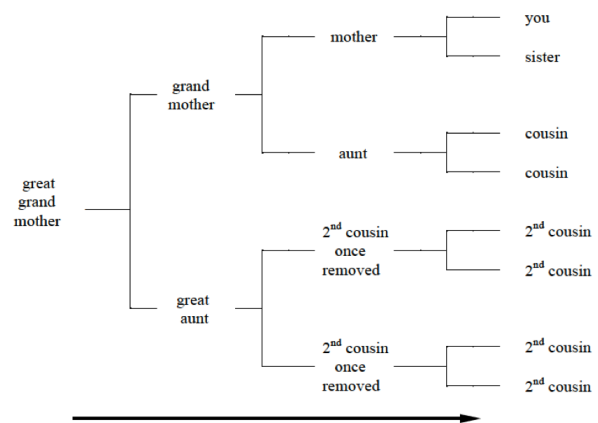 you
mother
sister
grand
mother
cousin
aunt
cousin
great
grand
mother
2nd cousin
once
removed
2nd cousin
2nd cousin
great
aunt
2nd cousin
once
removed
2nd cousin
2nd cousin